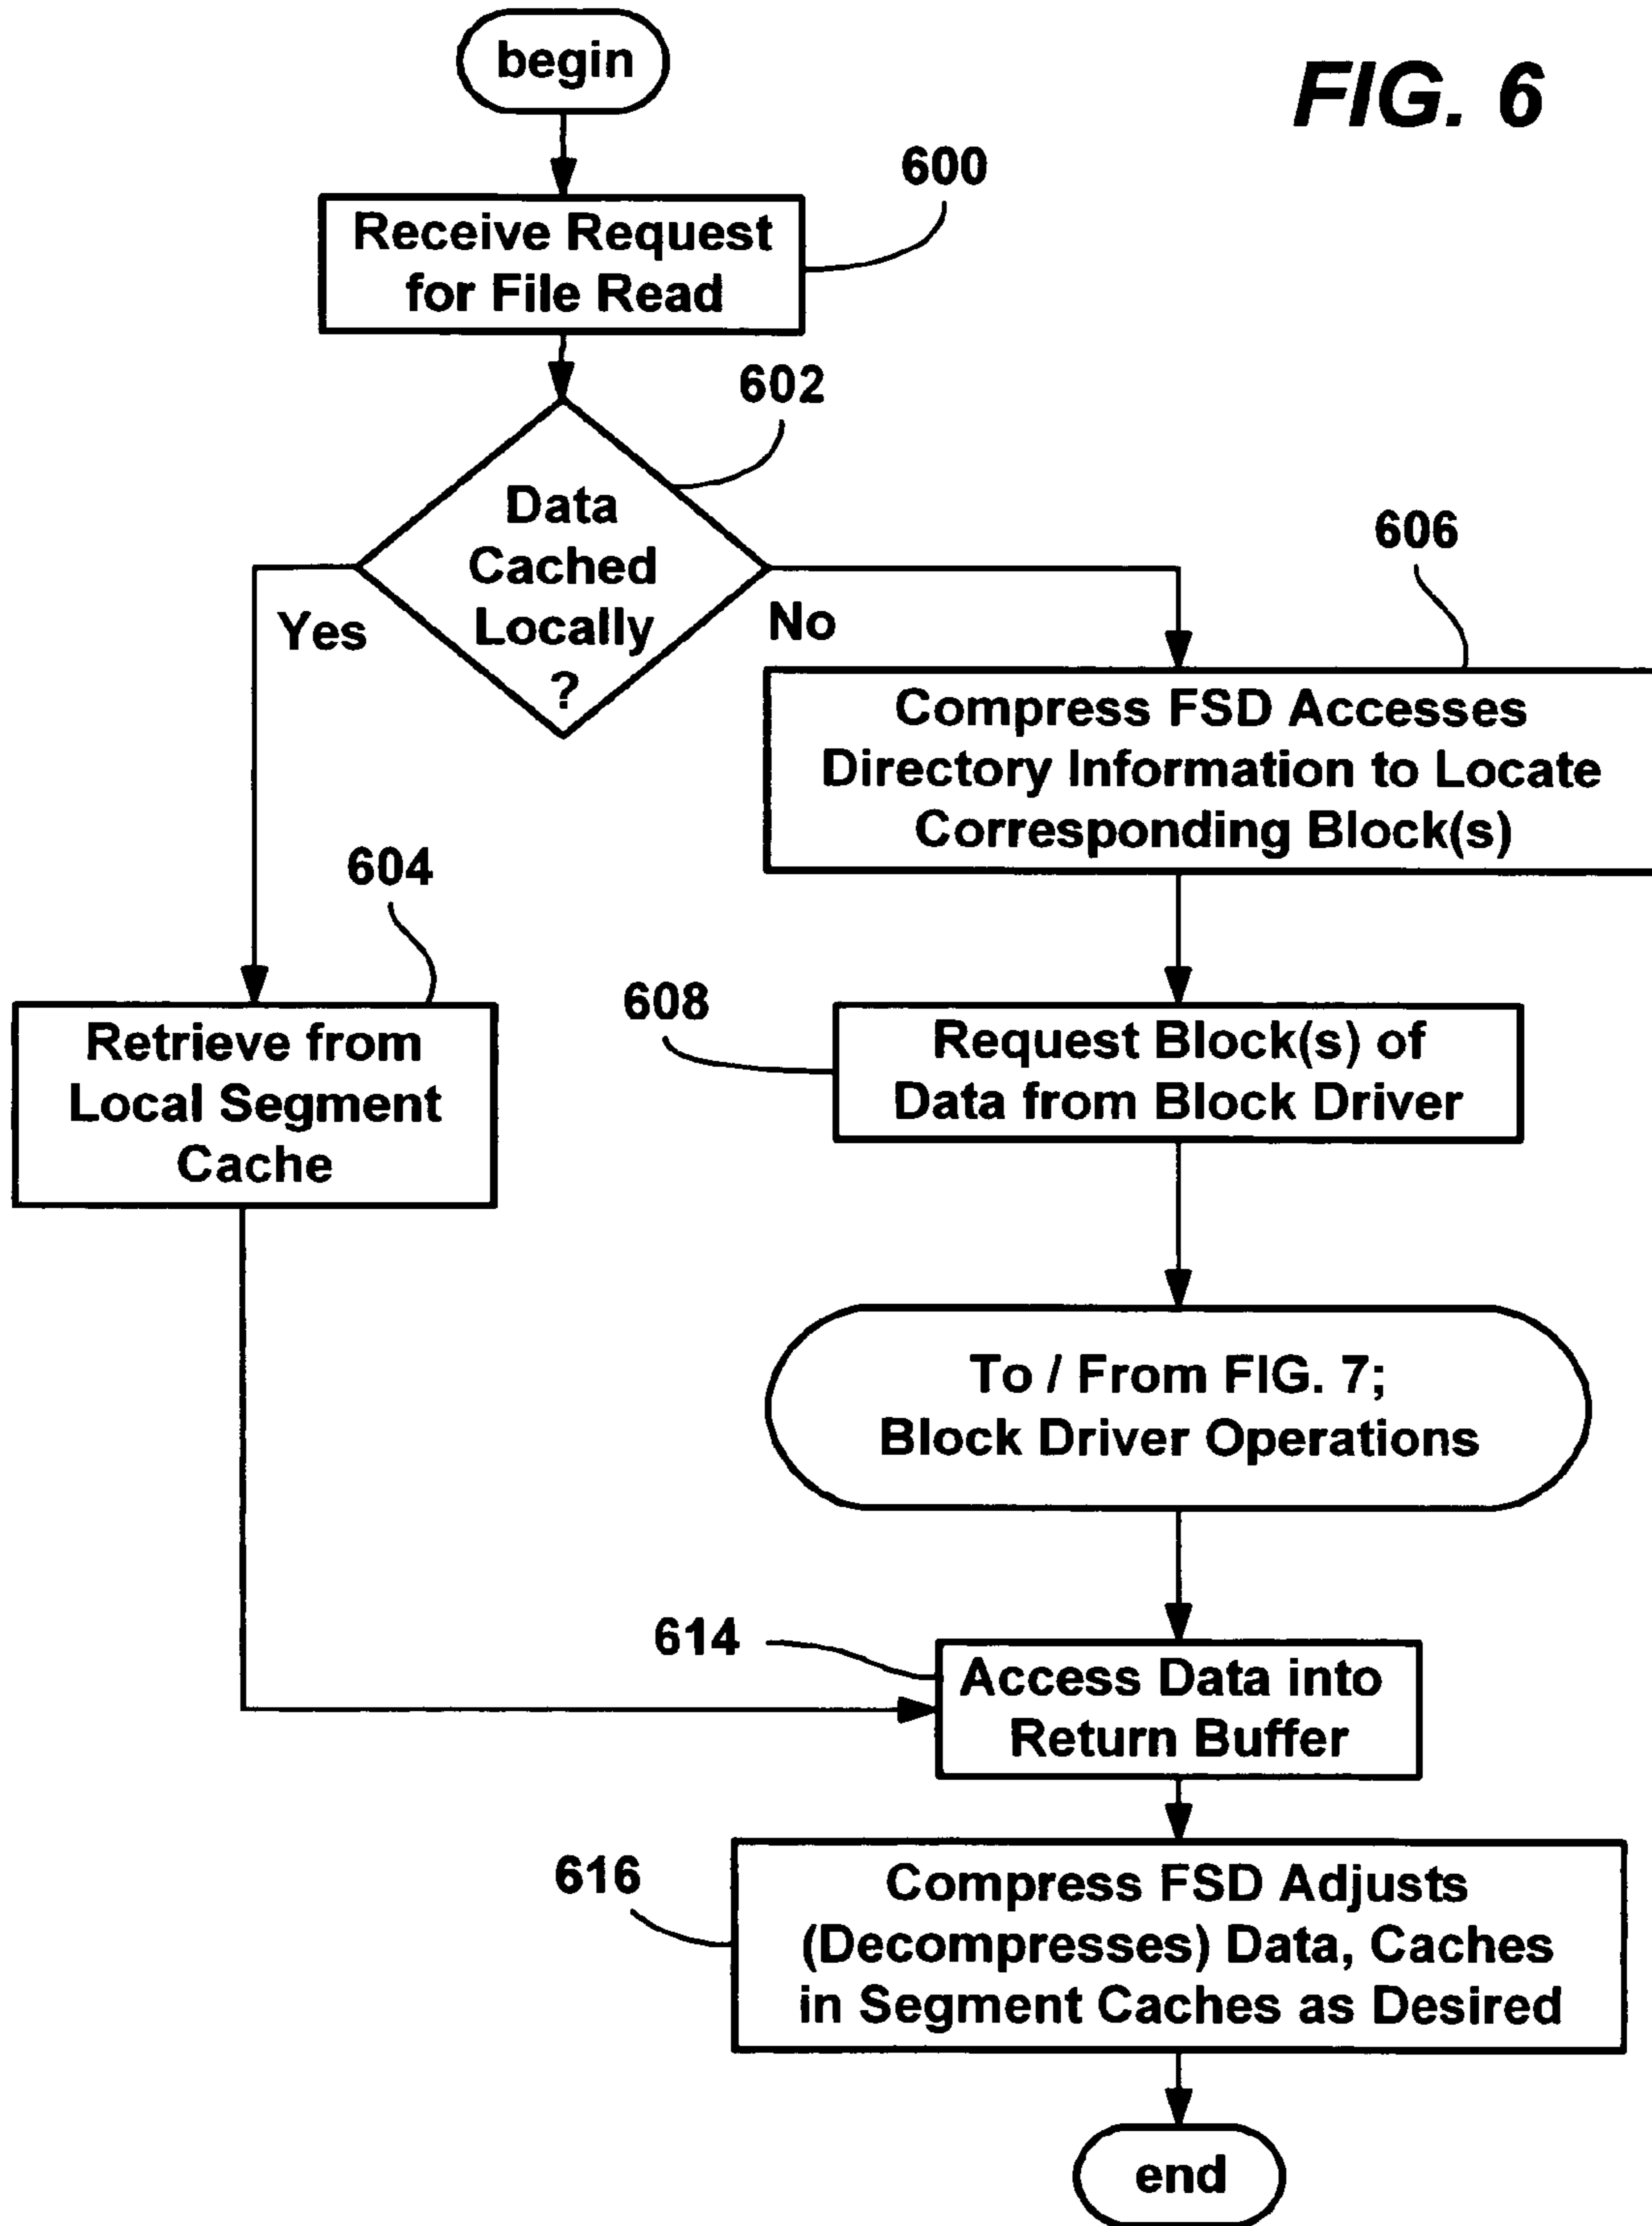 begin
FIG. 6
600
Receive Request
for File Read
602
Data
Cached
Locally
?
Yes
No
606
Compress FSD Accesses
Directory Information to Locate
Corresponding Block(s)
604
Retrieve from
Local Segment
Cache
608
Request Block(s) of
Data from Block Driver
To / From FIG. 7;
Block Driver Operations
614
Access Data into
Return Buffer
616
Compress FSD Adjusts
(Decompresses) Data, Caches
in Segment Caches as Desired
end